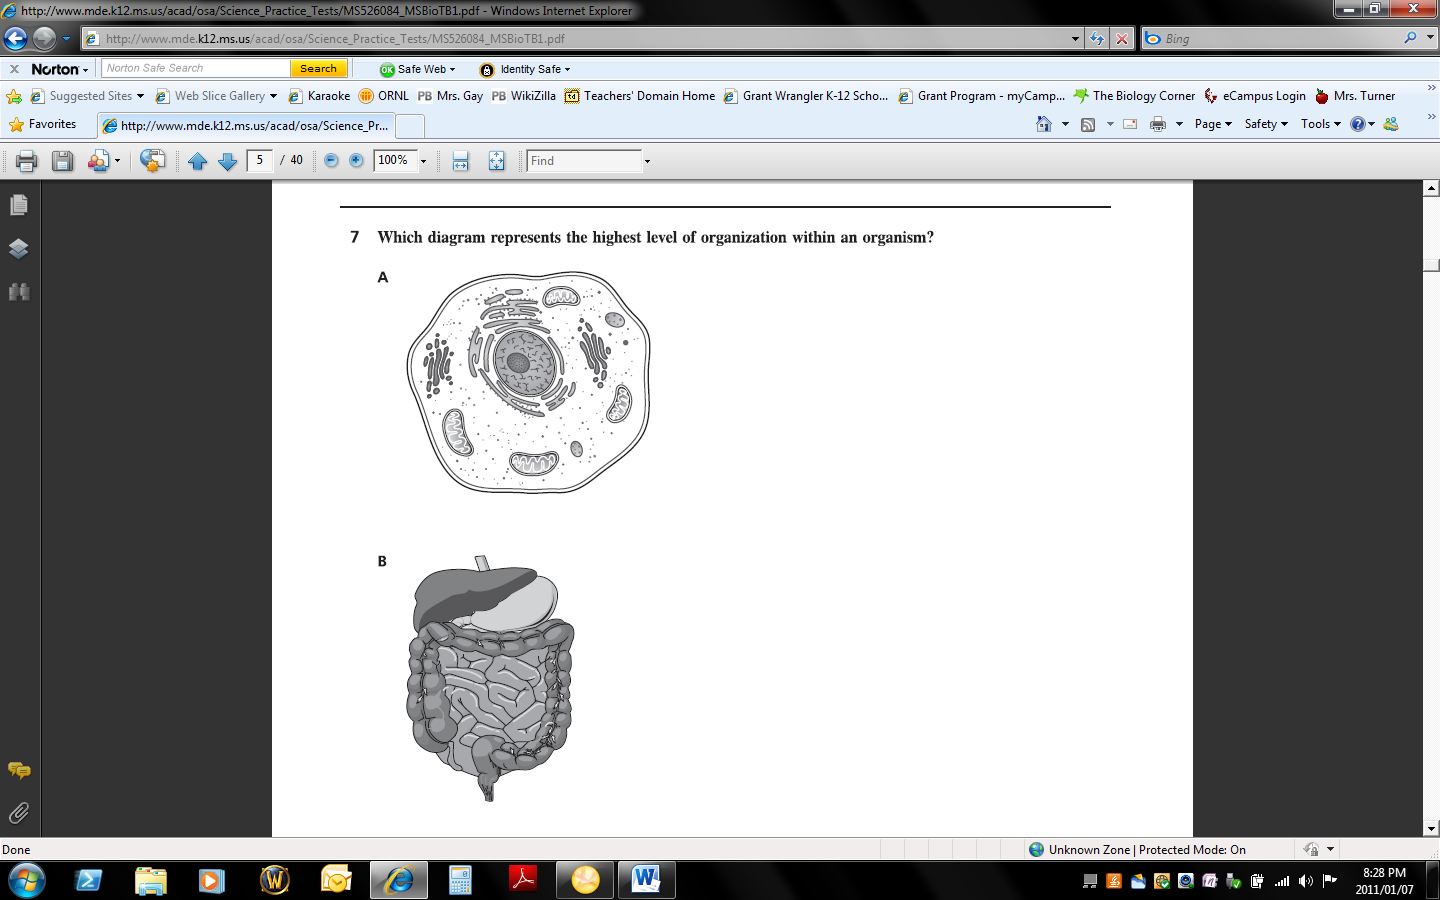 http://www.mde.k12.ms.us/acad/osa/Science_Practice_Tests/MS526084_MSBioTB1.pdf - Windows Internet Explorer
http://www.mde.k12.ms.us/acad/osa/Science_Practice_Tests/MS526084_MSBioTB1.pdf
Bing
x Norton Norton Safe Search Search OK Safe Web Identity Safe
Suggested Sites Web Slice Gallery Karaoke ORNL PB Mrs. Gay PB WikiZilla td Teachers' Domain Home Grant Wrangler K-12 Scho... Grant Program - myCamp... The Biology Corner eCampus Login Mrs. Turner
Favorites http://www.mde.k12.ms.us/acad/osa/Science_Pr... Page Safety Tools
5 / 40 100% Find
7 Which diagram represents the highest level of organization within an organism?
A
B
Done Unknown Zone | Protected Mode: On
8:28 PM
2011/01/07